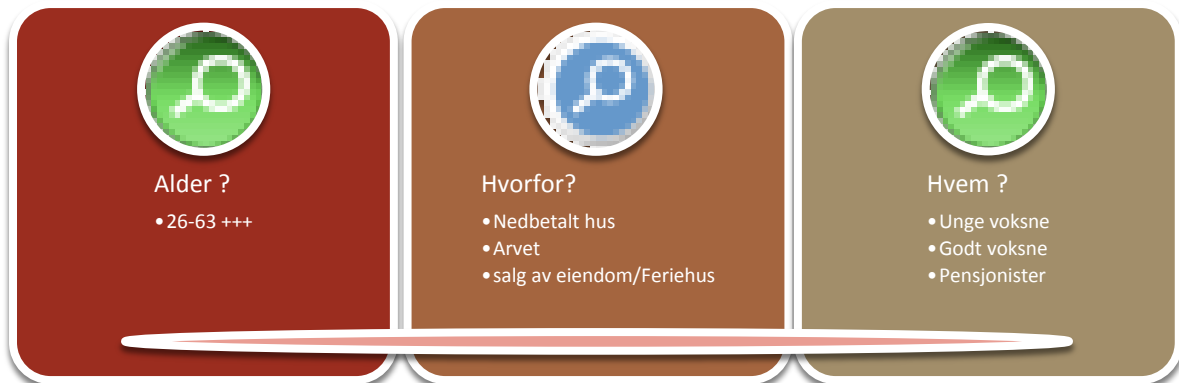 Alder ?
•26-63 +++
Hvorfor?
•Nedbetalt hus
•Arvet
•salg av eiendom/Feriehus
Hvem ?
•Unge voksne
•Godt voksne
•Pensjonister